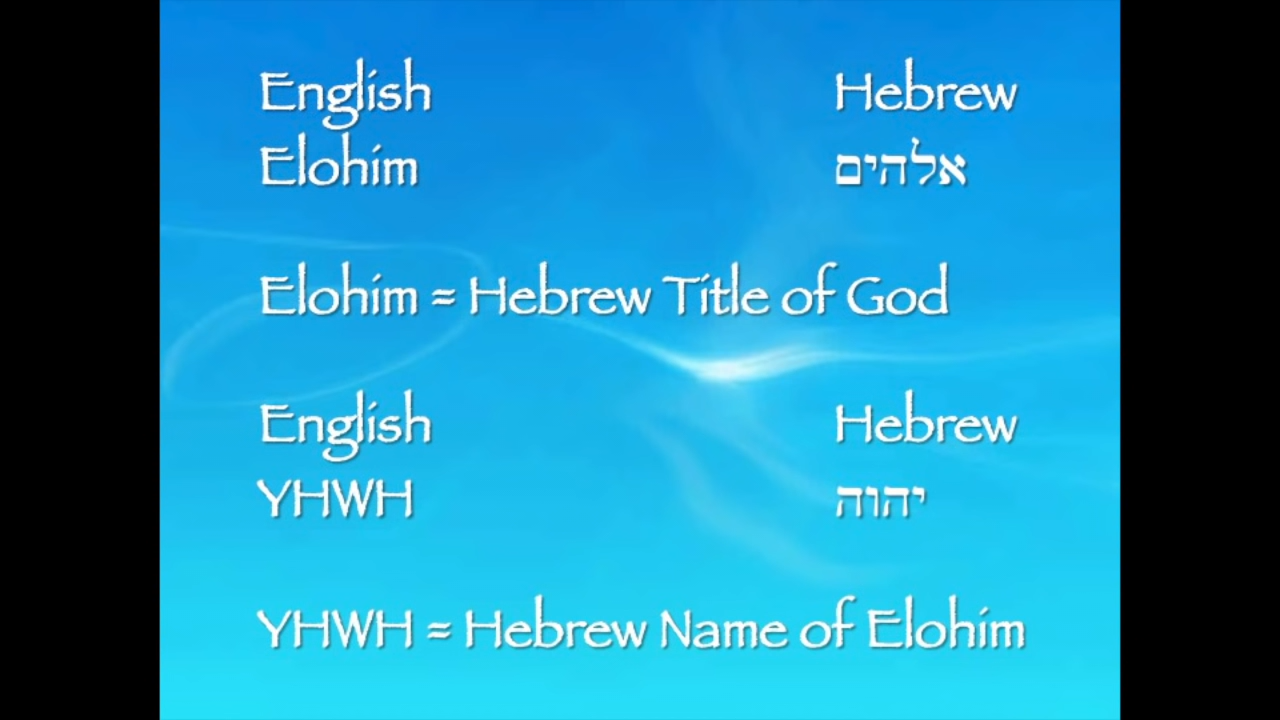 English Hebrew
Elohim אלהים
Elohim = Hebrew Title of God
English Hebrew
YHWH יהוה
YHWH = Hebrew Name of Elohim